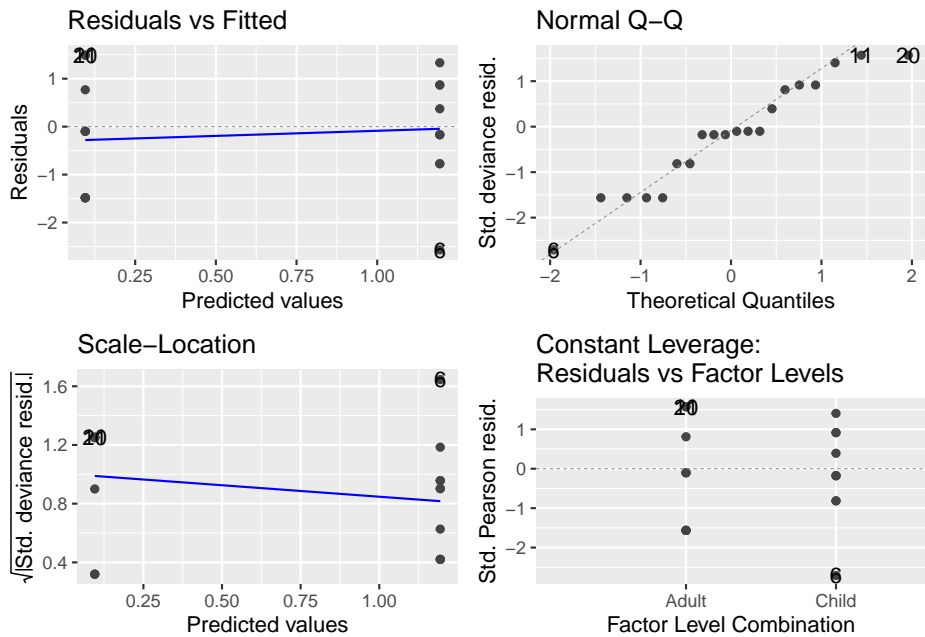 Residuals vs Fitted
Residuals
1
0
−1
−2
6
0.25
0.50
0.75
1.00
Predicted values
Normal Q−Q
Std. deviance resid.
1
0
−1
−2
11
20
6
−2
−1
0
1
2
Theoretical Quantiles
Scale−Location
√|Std. deviance resid.|
1.6
1.2
0.8
0.4
6
0.25
0.50
0.75
1.00
Predicted values
Constant Leverage:
Residuals vs Factor Levels
Std. Pearson resid.
1
0
−1
−2
6
Adult
Child
Factor Level Combination